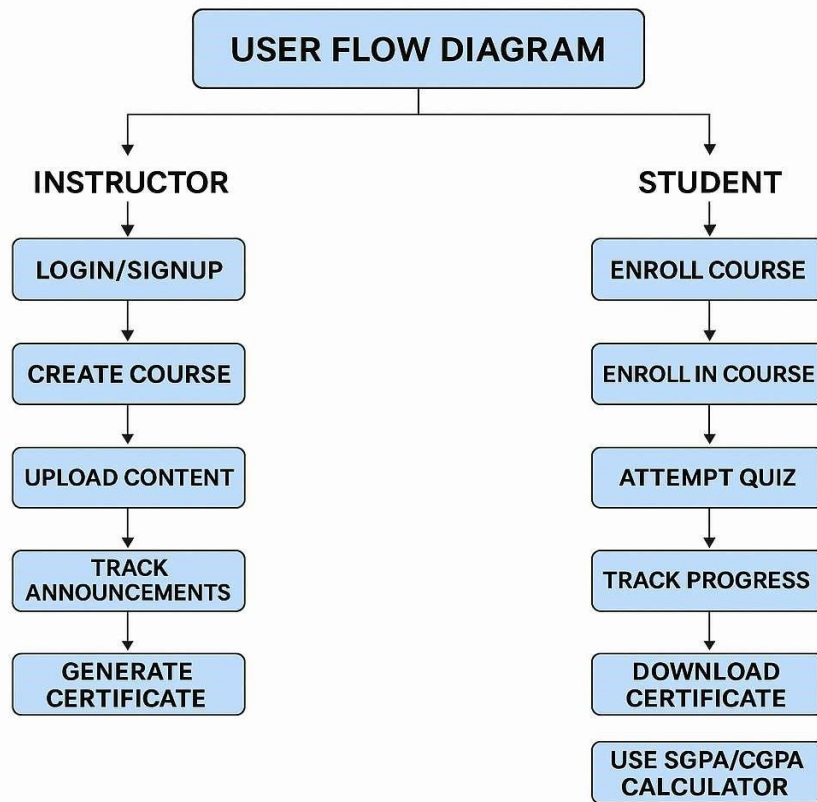 USER FLOW DIAGRAM
INSTRUCTOR
LOGIN/SIGNUP
CREATE COURSE
UPLOAD CONTENT
TRACK
ANNOUNCEMENTS
GENERATE
CERTIFICATE
STUDENT
ENROLL COURSE
ENROLL IN COURSE
ATTEMPT QUIZ
TRACK PROGRESS
DOWNLOAD
CERTIFICATE
USE SGPA/CGPA
CALCULATOR